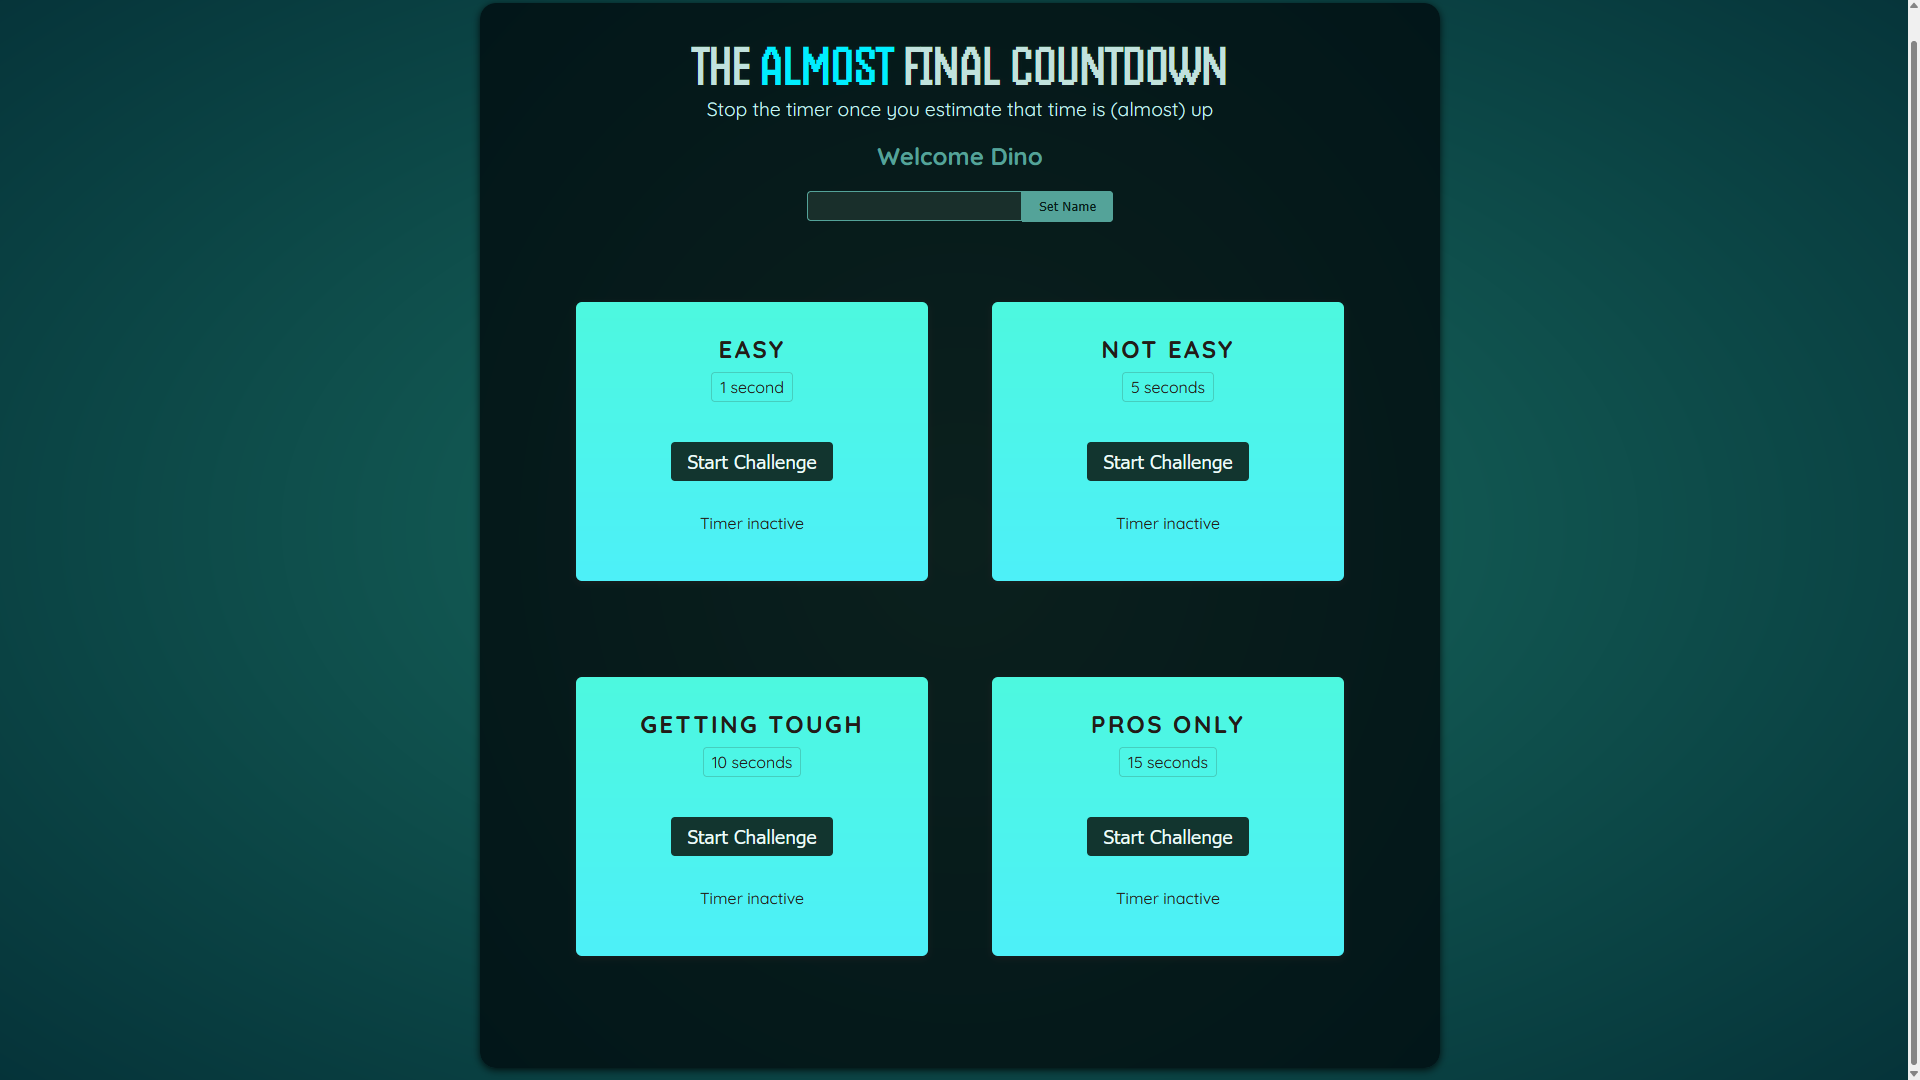 THE ALMOST FINAL COUNTDOWN
Stop the timer once you estimate that time is (almost) up
Welcome Dino
Set Name
EASY
1 second
Start Challenge
Timer inactive
NOT EASY
5 seconds
Start Challenge
Timer inactive
GETTING TOUGH
10 seconds
Start Challenge
Timer inactive
PROS ONLY
15 seconds
Start Challenge
Timer inactive